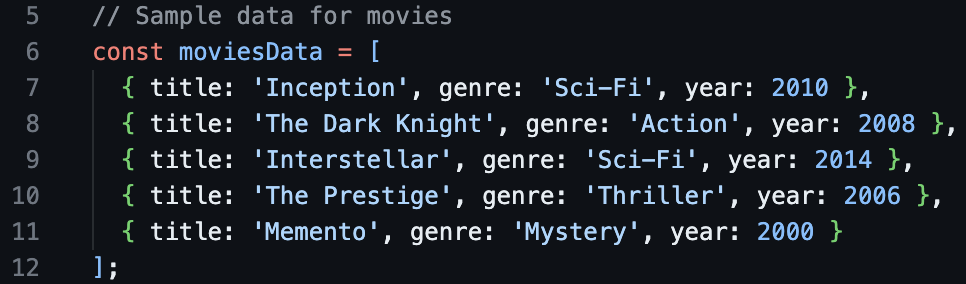 5 // Sample data for movies
6 const moviesData = [
7 { title: 'Inception', genre: 'Sci-Fi', year: 2010 },
8 { title: 'The Dark Knight', genre: 'Action', year: 2008 },
9 { title: 'Interstellar', genre: 'Sci-Fi', year: 2014 },
10 { title: 'The Prestige', genre: 'Thriller', year: 2006 },
11 { title: 'Memento', genre: 'Mystery', year: 2000 }
12 ];